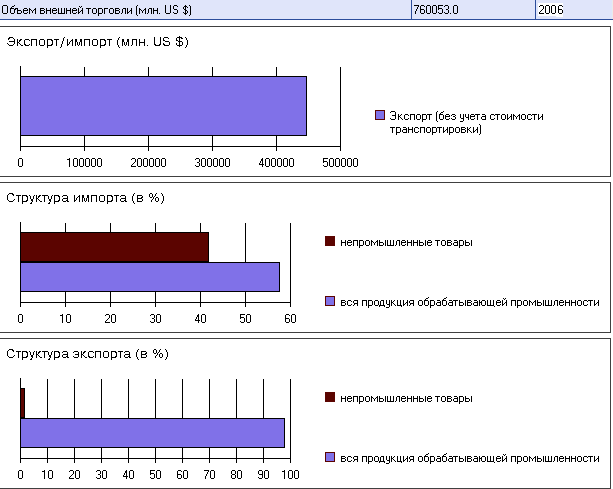 Объем внешней торговли (млн. US $) 760053.0 2006
Экспорт/импорт (млн. US $)
Экспорт (без учета стоимости
транспортировки)
0 100000 200000 300000 400000 500000
Структура импорта (в %)
непромышленные товары
вся продукция обрабатывающей промышленности
0 10 20 30 40 50 60
Структура экспорта (в %)
непромышленные товары
вся продукция обрабатывающей промышленности
0 10 20 30 40 50 60 70 80 90 100